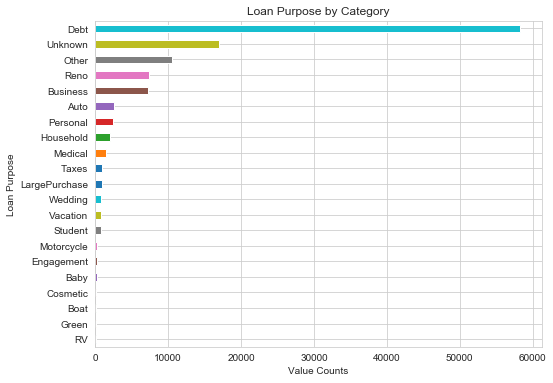 Loan Purpose by Category
Debt
Unknown
Other
Reno
Business
Auto
Personal
Household
Medical
Taxes
LargePurchase
Wedding
Vacation
Student
Motorcycle
Engagement
Baby
Cosmetic
Boat
Green
RV
Loan Purpose
0 10000 20000 30000 40000 50000 60000
Value Counts